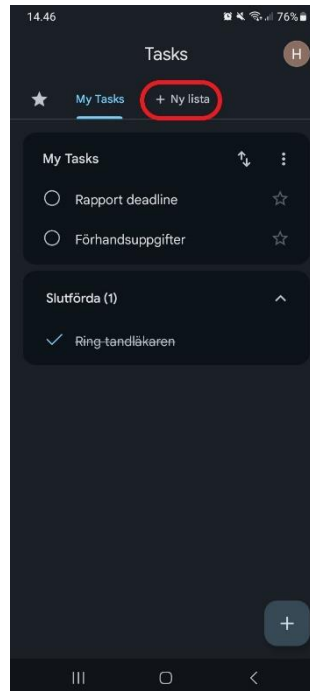 14.46 76%
Tasks
H
My Tasks + Ny lista
My Tasks
Rapport deadline
Förhandsuppgifter
Slutförda (1)
Ring tandläkaren
+